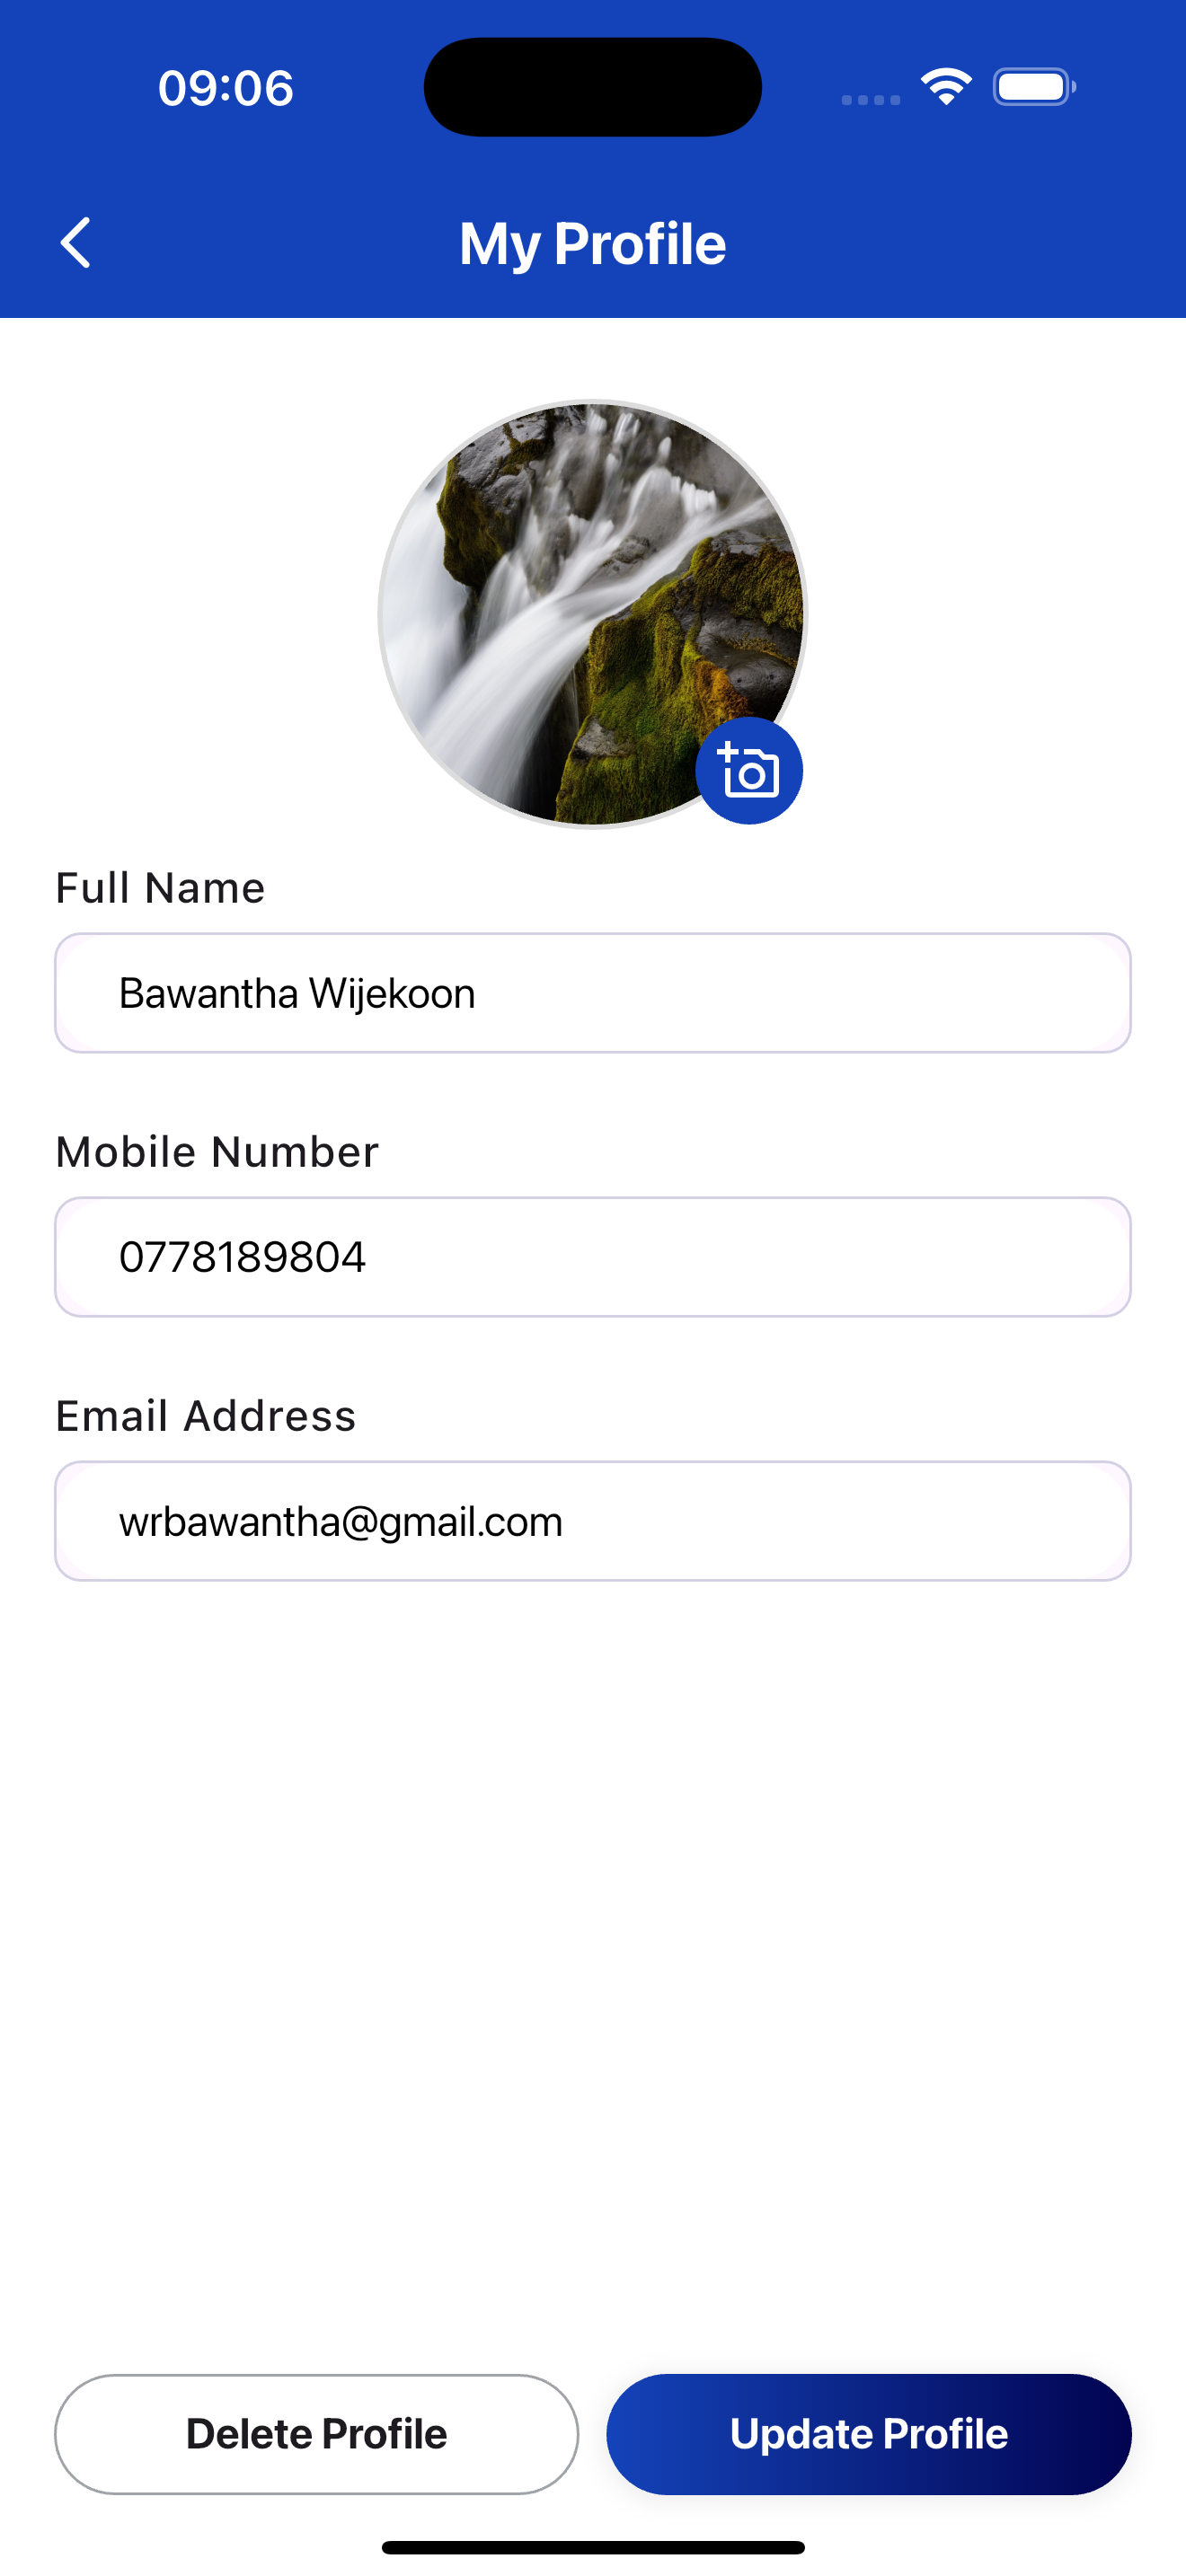 09:06
My Profile
Full Name
Bawantha Wijekoon
Mobile Number
0778189804
Email Address
wrbawantha@gmail.com
Delete Profile
Update Profile